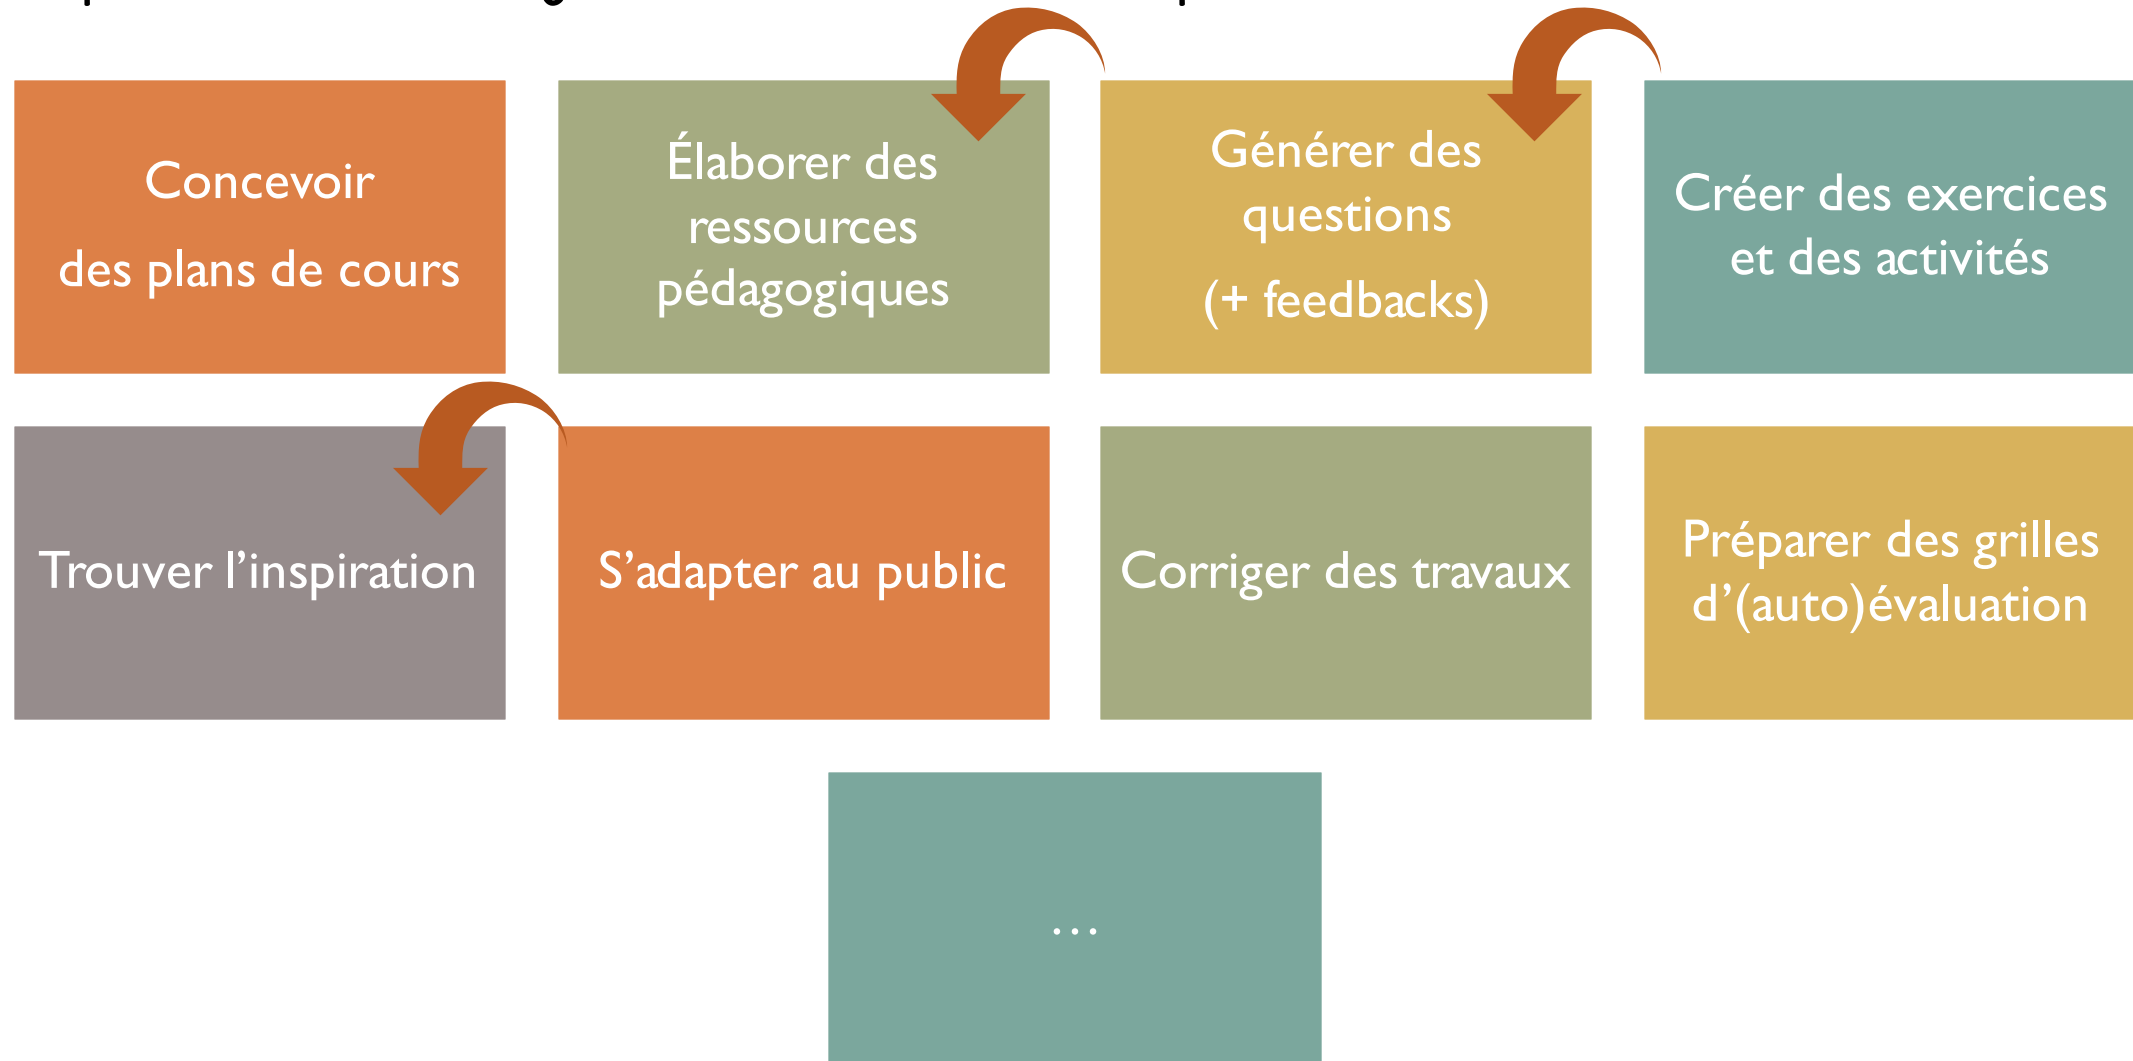 Concevoir
des plans de cours
Élaborer des
ressources
pédagogiques
Générer des
questions
(+ feedbacks)
Créer des exercices
et des activités
Trouver l’inspiration
S’adapter au public
Corriger des travaux
Préparer des grilles
d’(auto)évaluation
…